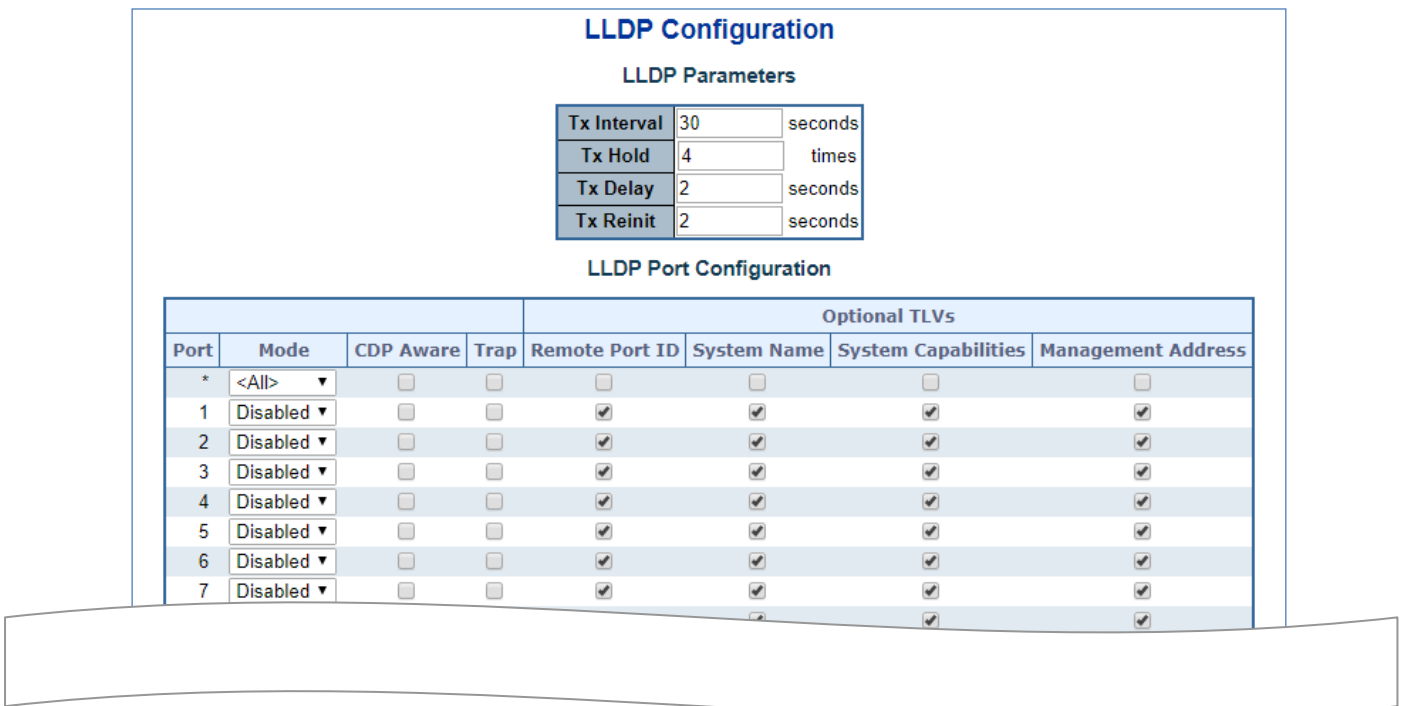 LLDP Configuration
LLDP Parameters
Tx Interval 30 seconds
Tx Hold 4 times
Tx Delay 2 seconds
Tx Reinit 2 seconds
LLDP Port Configuration
Optional TLVs
Port Mode CDP Aware Trap Remote Port ID System Name System Capabilities Management Address
* <All>
1 Disabled
2 Disabled
3 Disabled
4 Disabled
5 Disabled
6 Disabled
7 Disabled